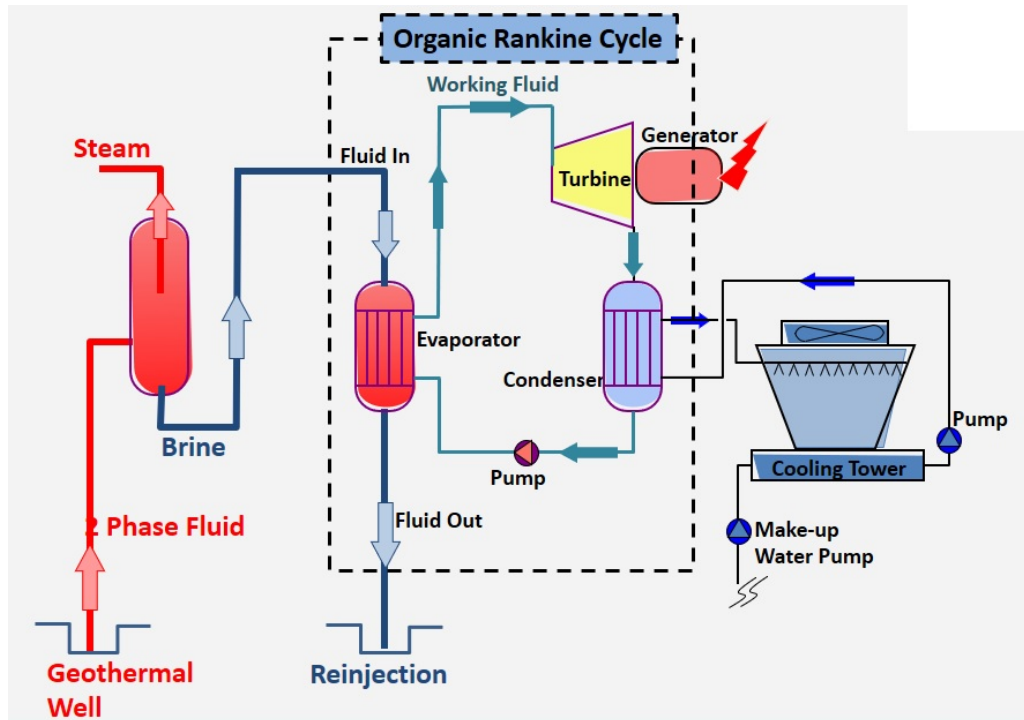 Organic Rankine Cycle
Working Fluid
Generator
Steam
Fluid In
Turbine
Evaporator
Condenser
Pump
Brine
Cooling Tower
Pump
2 Phase Fluid
Fluid Out
Make-up
Water Pump
Geothermal
Well
Reinjection